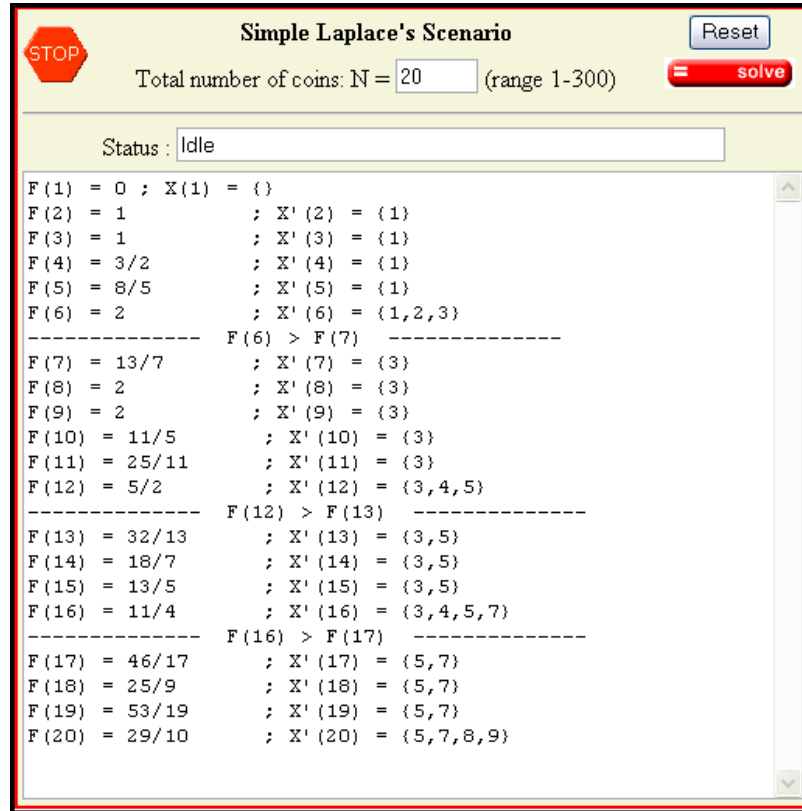 STOP
Simple Laplace's Scenario
Reset
Total number of coins: N = 20 (range 1-300)
= solve
Status : Idle
F(1) = 0 ; X(1) = {}
F(2) = 1 ; X'(2) = {1}
F(3) = 1 ; X'(3) = {1}
F(4) = 3/2 ; X'(4) = {1}
F(5) = 8/5 ; X'(5) = {1}
F(6) = 2 ; X'(6) = {1,2,3}
-------------- F(6) > F(7) --------------
F(7) = 13/7 ; X'(7) = {3}
F(8) = 2 ; X'(8) = {3}
F(9) = 2 ; X'(9) = {3}
F(10) = 11/5 ; X'(10) = {3}
F(11) = 25/11 ; X'(11) = {3}
F(12) = 5/2 ; X'(12) = {3,4,5}
-------------- F(12) > F(13) --------------
F(13) = 32/13 ; X'(13) = {3,5}
F(14) = 18/7 ; X'(14) = {3,5}
F(15) = 13/5 ; X'(15) = {3,5}
F(16) = 11/4 ; X'(16) = {3,4,5,7}
-------------- F(16) > F(17) --------------
F(17) = 46/17 ; X'(17) = {5,7}
F(18) = 25/9 ; X'(18) = {5,7}
F(19) = 53/19 ; X'(19) = {5,7}
F(20) = 29/10 ; X'(20) = {5,7,8,9}